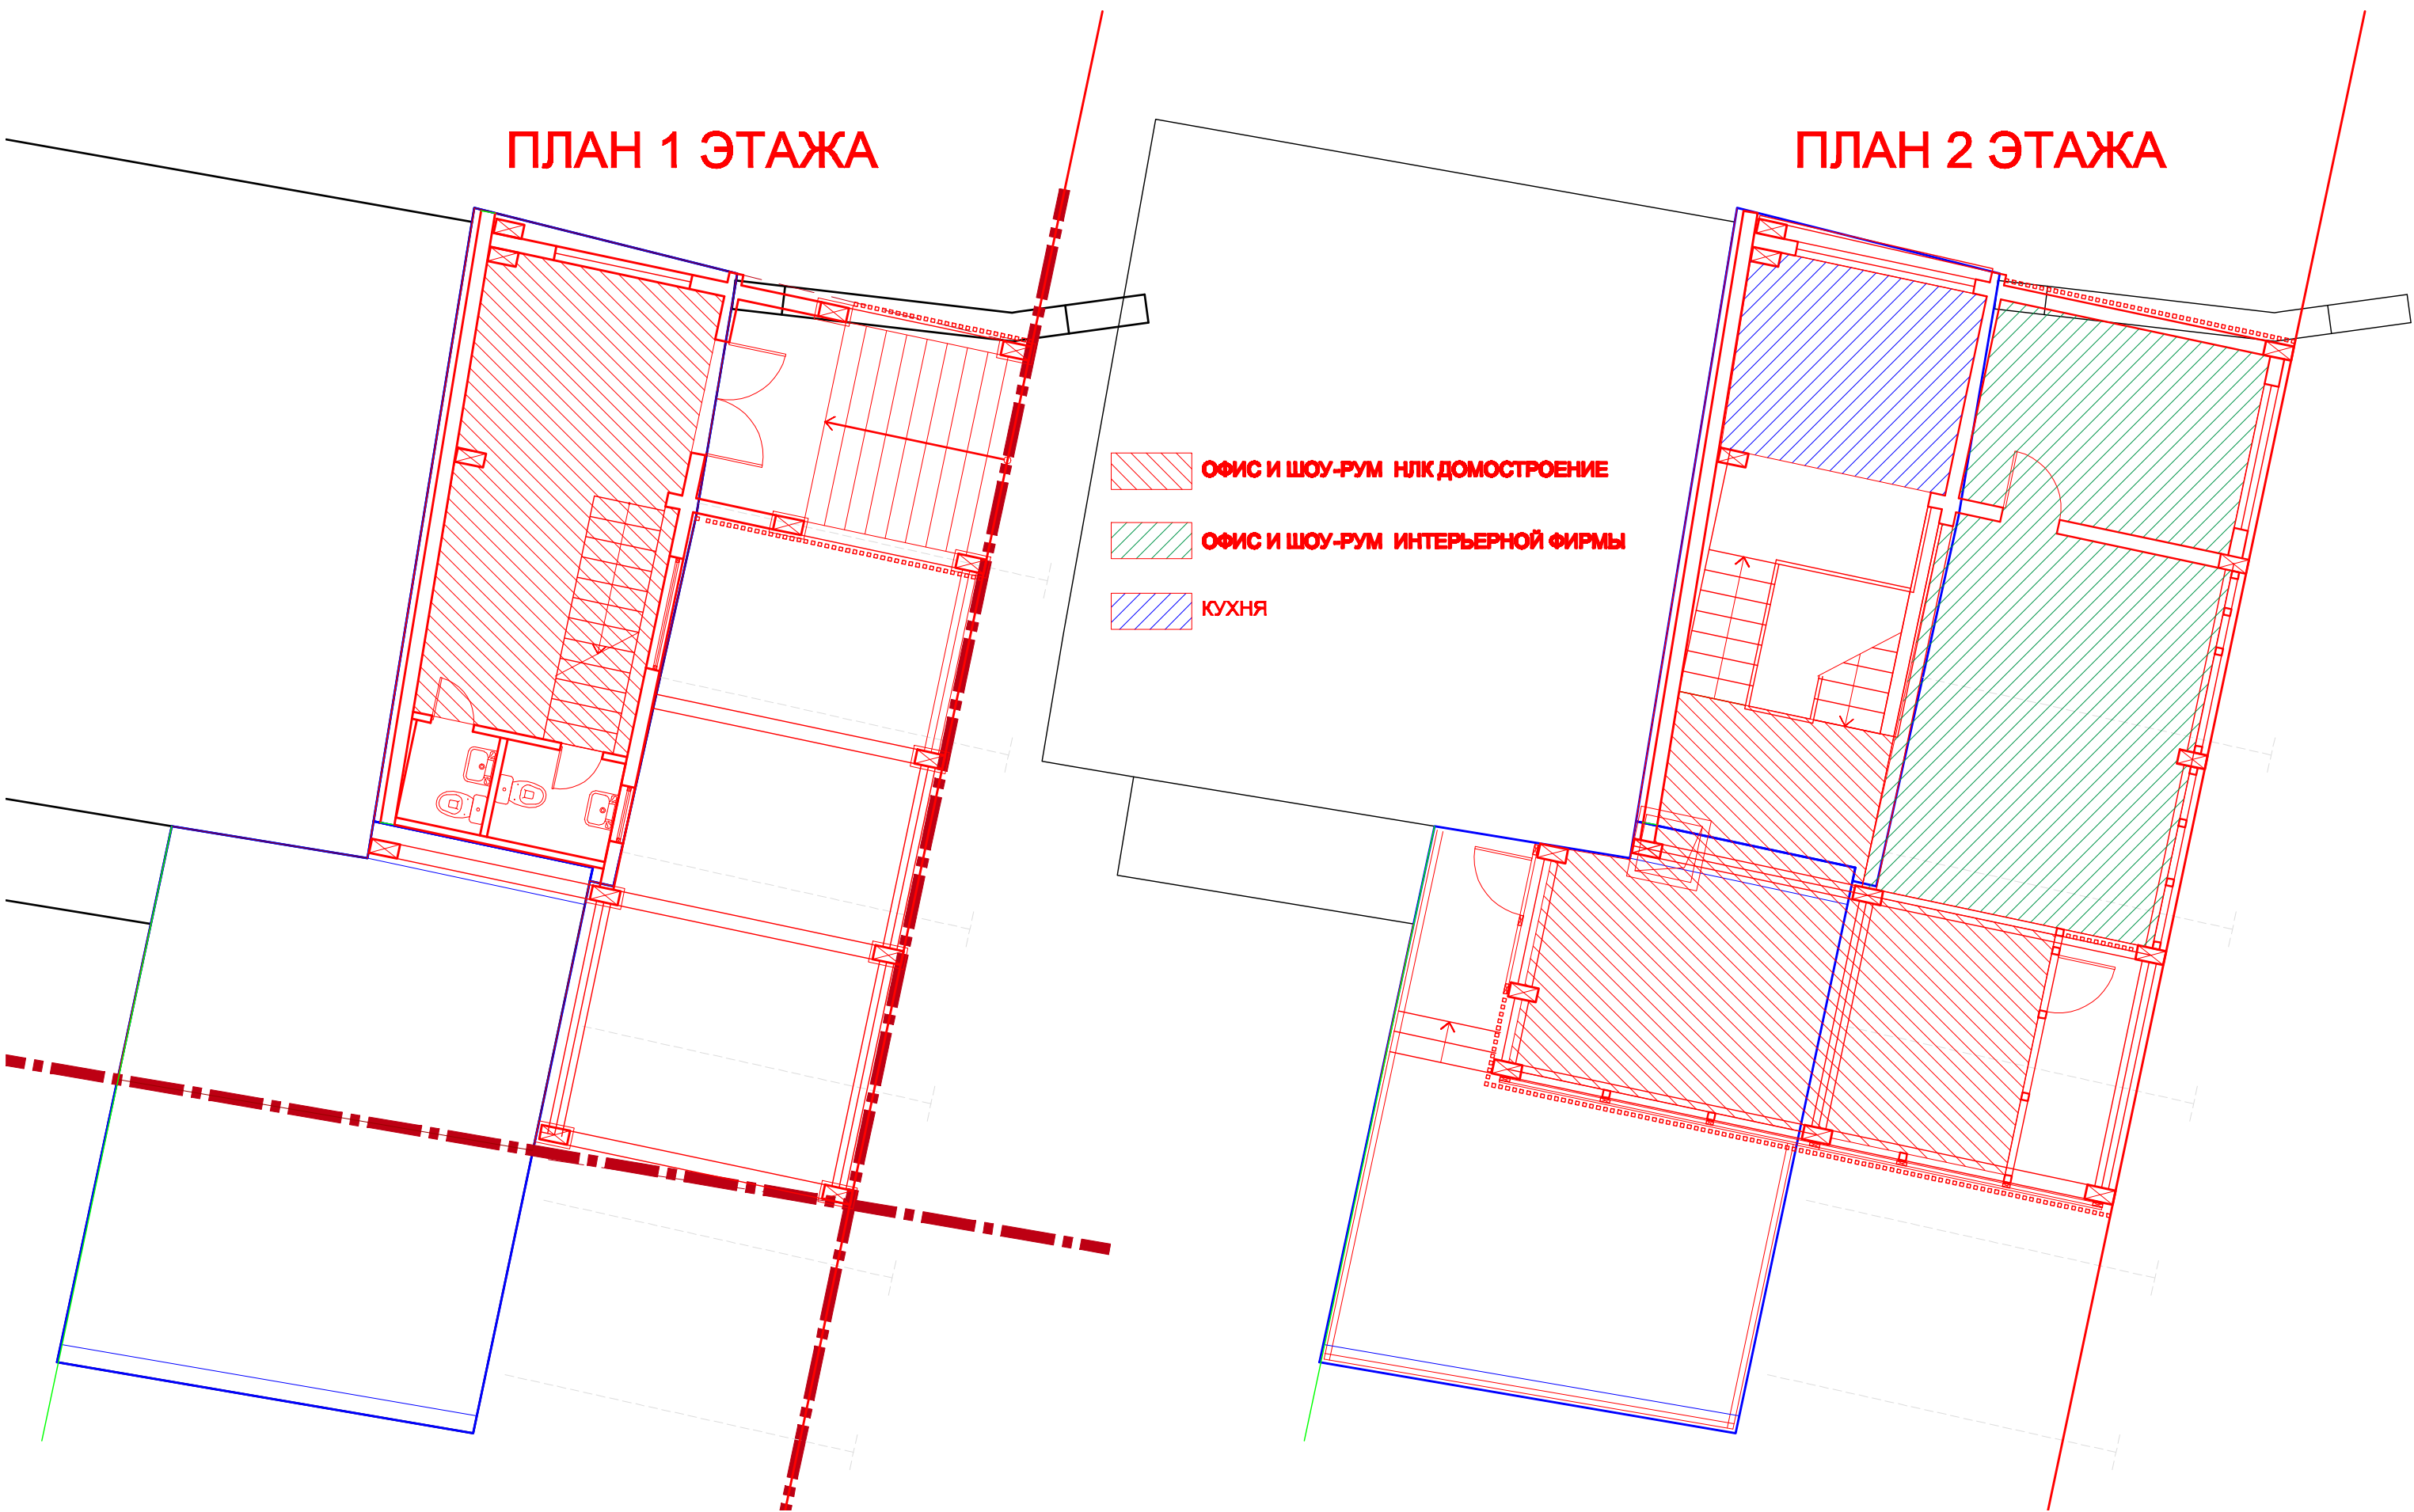 ПЛАН 1 ЭТАЖА
ПЛАН 2 ЭТАЖА
ОФИС И ШОУ-РУМ НЛК ДОМОСТРОЕНИЕ
ОФИС И ШОУ-РУМ ИНТЕРЬЕРНОЙ ФИРМЫ
КУХНЯ